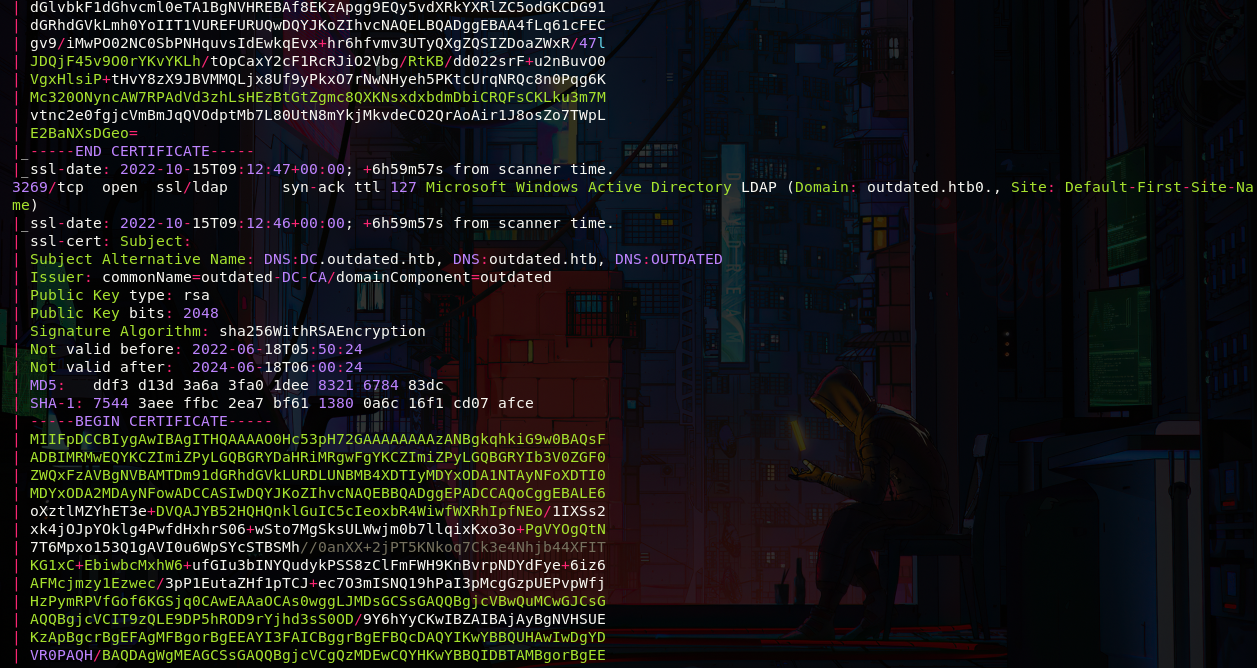 | dGlvbkF1dGhvcml0eTA1BgNVHREBAf8EKzApgg9EQy5vdXRkYXRlZC5odGKCDG91
| dGRhdGVkLmh0YoIIT1VUREFURUQwDQYJKoZIhvcNAQELBQADggEBAA4fLq61cFEC
| gv9/iMwPO02NC0SbPNHquvsIdEwkqEvx+hr6hfvmv3UTyQXgZQSIZDoaZWxR/47l
| JDQjF45v9O0rYKvYKLh/tOpCaxY2cF1RcRJiO2Vbg/RtKB/dd022srF+u2nBuvO0
| VgxHlsiP+tHvY8zX9JBVMMQLjx8Uf9yPkxO7rNwNHyeh5PKtcUrqNRQc8n0Pqg6K
| Mc320ONyncAW7RPAdVd3zhLsHEzBtGtZgmc8QXKNsxdxbdmDbiCRQFsCKLku3m7M
| vtnc2e0fgjcVmBmJqQVOdptMb7L80UtN8mYkjMkvdeCO2QrAoAir1J8osZo7TWpL
| E2BaNXsDGeo=
|_-----END CERTIFICATE-----
|_ssl-date: 2022-10-15T09:12:47+00:00; +6h59m57s from scanner time.
3269/tcp  open  ssl/ldap      syn-ack ttl 127 Microsoft Windows Active Directory LDAP (Domain: outdated.htb0., Site: Default-First-Site-Na
me)
|_ssl-date: 2022-10-15T09:12:46+00:00; +6h59m57s from scanner time.
| ssl-cert: Subject:
| Subject Alternative Name: DNS:DC.outdated.htb, DNS:outdated.htb, DNS:OUTDATED
| Issuer: commonName=outdated-DC-CA/domainComponent=outdated
| Public Key type: rsa
| Public Key bits: 2048
| Signature Algorithm: sha256WithRSAEncryption
| Not valid before: 2022-06-18T05:50:24
| Not valid after:  2024-06-18T06:00:24
| MD5:   ddf3 d13d 3a6a 3fa0 1dee 8321 6784 83dc
| SHA-1: 7544 3aee ffbc 2ea7 bf61 1380 0a6c 16f1 cd07 afce
| -----BEGIN CERTIFICATE-----
| MIIFpDCCBIygAwIBAgITHQAAAAO0Hc53pH72GAAAAAAAAzANBgkqhkiG9w0BAQsF
| ADBIMRMwEQYKCZImiZPyLGQBGRYDaHRiMRgwFgYKCZImiZPyLGQBGRYIb3V0ZGF0
| ZWQxFzAVBgNVBAMTDm91dGRhdGVkLURDLUNBMB4XDTIyMDYxODA1NTAyNFoXDTI0
| MDYxODA2MDAyNFowADCCASIwDQYJKoZIhvcNAQEBBQADggEPADCCAQoCggEBALE6
| oXztlMZYhET3e+DVQAJYB52HQHQnklGuIC5cIeoxbR4WiwfWXRhIpfNEo/1IXSs2
| xk4jOJpYOklg4PwfdHxhrS06+wSto7MgSksULWwjm0b7llqixKxo3o+PgVYOgQtN
| 7T6Mpxo153Q1gAVI0u6WpSYcSTBSMh//0anXX+2jPT5KNkoq7Ck3e4Nhjb44XFIT
| KG1xC+EbiwbcMxhW6+ufGIu3bINYQudykPSS8zClFmFWH9KnBvrpNDYdFye+6iz6
| AFMcjmzy1Ezwec/3pP1EutaZHf1pTCJ+ec7O3mISNQ19hPaI3pMcgGzpUEPvpWfj
| HzPymRPVfGof6KGSjq0CAwEAAaOCAs0wggLJMDsGCSsGAQQBgjcVBwQuMCwGJCsG
| AQQBgjcVCIT9zQLE9DP5hROD9rYjhd3sS0OD/9Y6hYyCKwIBZAIBAjAyBgNVHSUE
| KzApBgcrBgEFAgMFBgorBgEEAYI3FAICBggrBgEFBQcDAQYIKwYBBQUHAwIwDgYD
| VR0PAQH/BAQDAgWgMEAGCSsGAQQBgjcVCgQzMDEwCQYHKwYBBQIDBTAMBgorBgEE